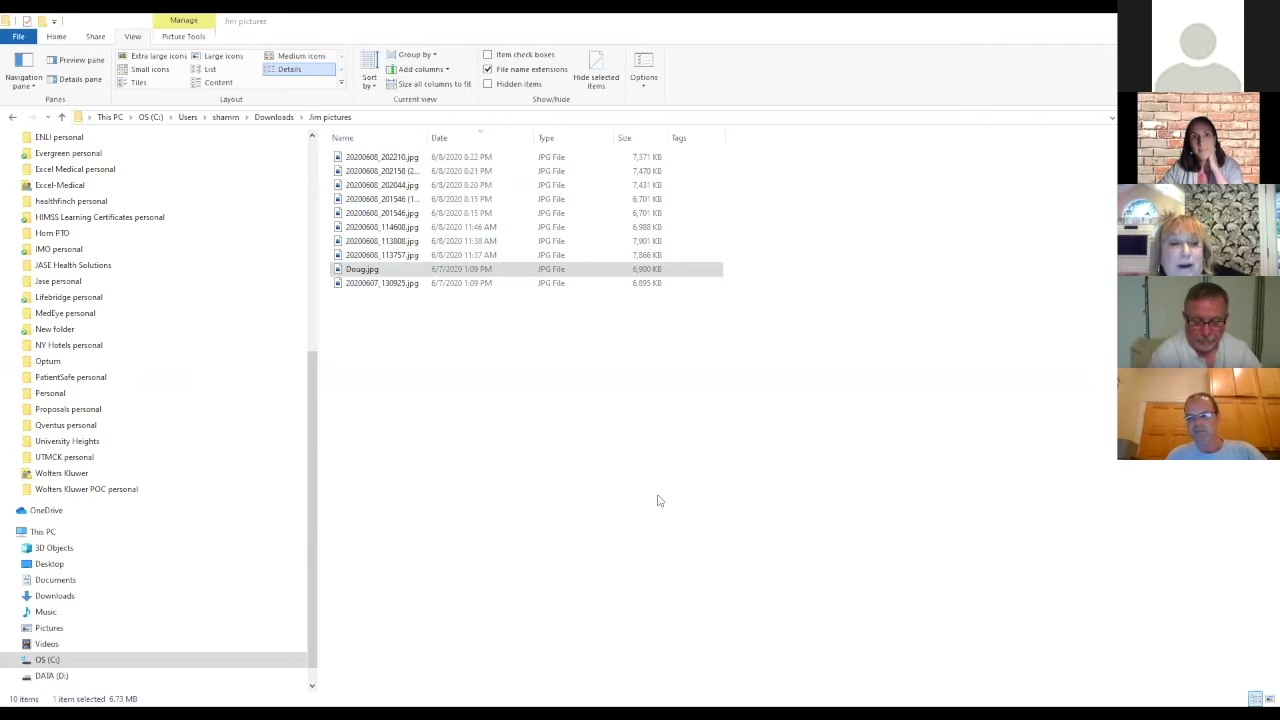 Manage
Jim pictures
File
Home
Share
View
Picture Tools
Navigation pane
Preview pane
Details pane
Panes
Extra large icons
Large icons
Medium icons
Small icons
List
Details
Tiles
Content
Layout
Sort by
Group by
Add columns
Size all columns to fit
Current view
Item check boxes
File name extensions
Hidden items
Hide selected items
Show/hide
Options
This PC > OS (C:) > Users > shamm > Downloads > Jim pictures
Name Date Type Size Tags
20200608_202210.jpg 6/8/2020 8:22 PM JPG File 7,371 KB
20200608_202158 (2... 6/8/2020 8:21 PM JPG File 7,470 KB
20200608_202044.jpg 6/8/2020 8:20 PM JPG File 7,431 KB
20200608_201546 (1... 6/8/2020 8:15 PM JPG File 6,701 KB
20200608_201546.jpg 6/8/2020 8:15 PM JPG File 6,701 KB
20200608_114608.jpg 6/8/2020 11:46 AM JPG File 6,988 KB
20200608_113808.jpg 6/8/2020 11:38 AM JPG File 7,901 KB
20200608_113757.jpg 6/8/2020 11:37 AM JPG File 7,866 KB
Doug.jpg 6/7/2020 1:09 PM JPG File 6,900 KB
20200607_130925.jpg 6/7/2020 1:09 PM JPG File 6,895 KB
ENLI personal
Evergreen personal
Excel Medical personal
Excel-Medical
healthfinch personal
HIMSS Learning Certificates personal
Horn PTO
IMO personal
JASE Health Solutions
Jase personal
Lifebridge personal
MedEye personal
New folder
NY Hotels personal
Optum
PatientSafe personal
Personal
Proposals personal
Qventus personal
University Heights
UTMCK personal
Wolters Kluwer
Wolters Kluwer POC personal
OneDrive
This PC
3D Objects
Desktop
Documents
Downloads
Music
Pictures
Videos
OS (C:)
DATA (D:)
10 items 1 item selected 6.73 MB